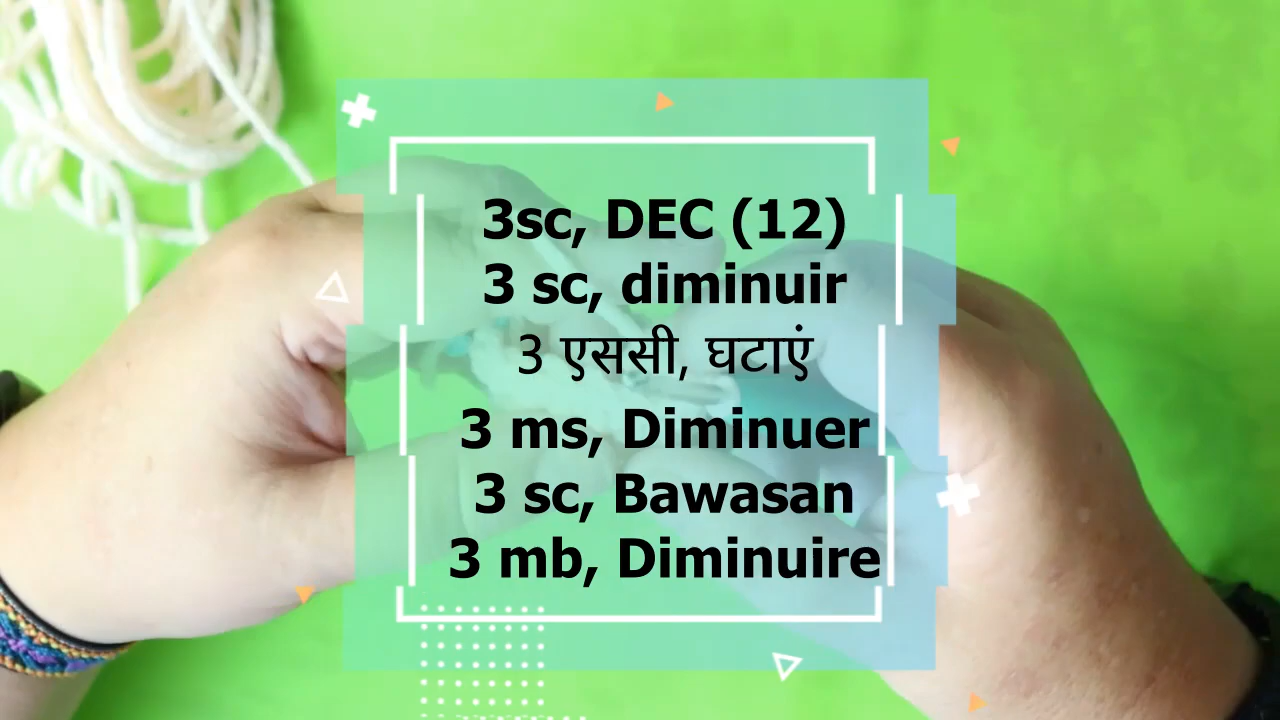 3sc, DEC (12)
3 sc, diminuir
3 एससी, घटाएं
3 ms, Diminuer
3 sc, Bawasan
3 mb, Diminuire